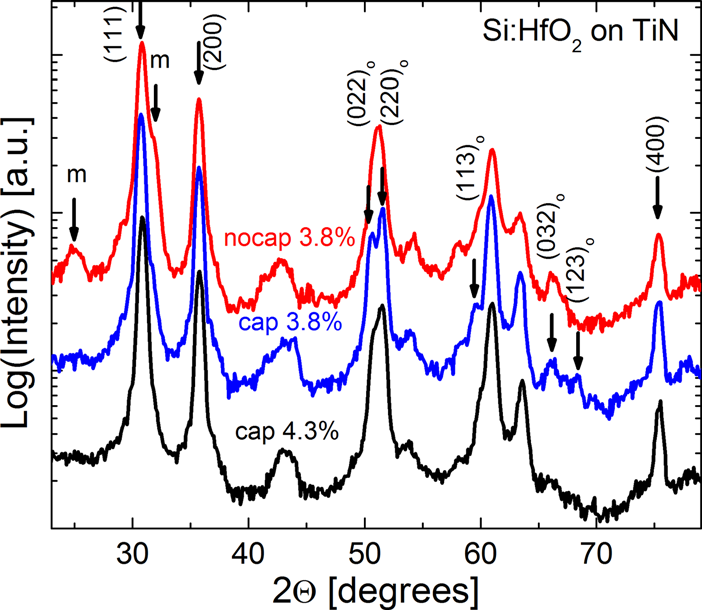 Si:HfO₂ on TiN
(111)
m
m
(200)
(022)ₒ
(220)ₒ
(113)ₒ
(032)ₒ
(123)ₒ
(400)
nocap 3.8%
cap 3.8%
cap 4.3%
Log(Intensity) [a.u.]
30 40 50 60 70
2Θ [degrees]